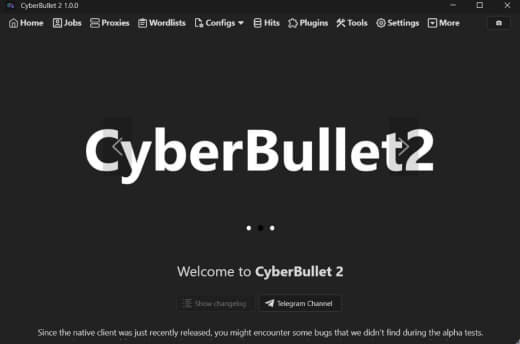 CyberBullet 2 1.0.0
Home Jobs Proxies Wordlists Configs Hits Plugins Tools Settings More
CyberBullet2
Welcome to CyberBullet 2
Show changelog Telegram Channel
Since the native client was just recently released, you might encounter some bugs that we didn't find during the alpha tests.